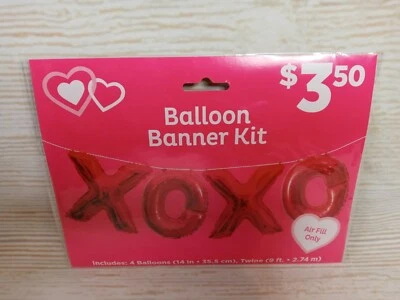 $3.50
Balloon
Banner Kit
XOXO
Air Fill
Only
Includes: 4 Balloons (14 in • 35.5 cm), Twine (9 ft. • 2.74 m)